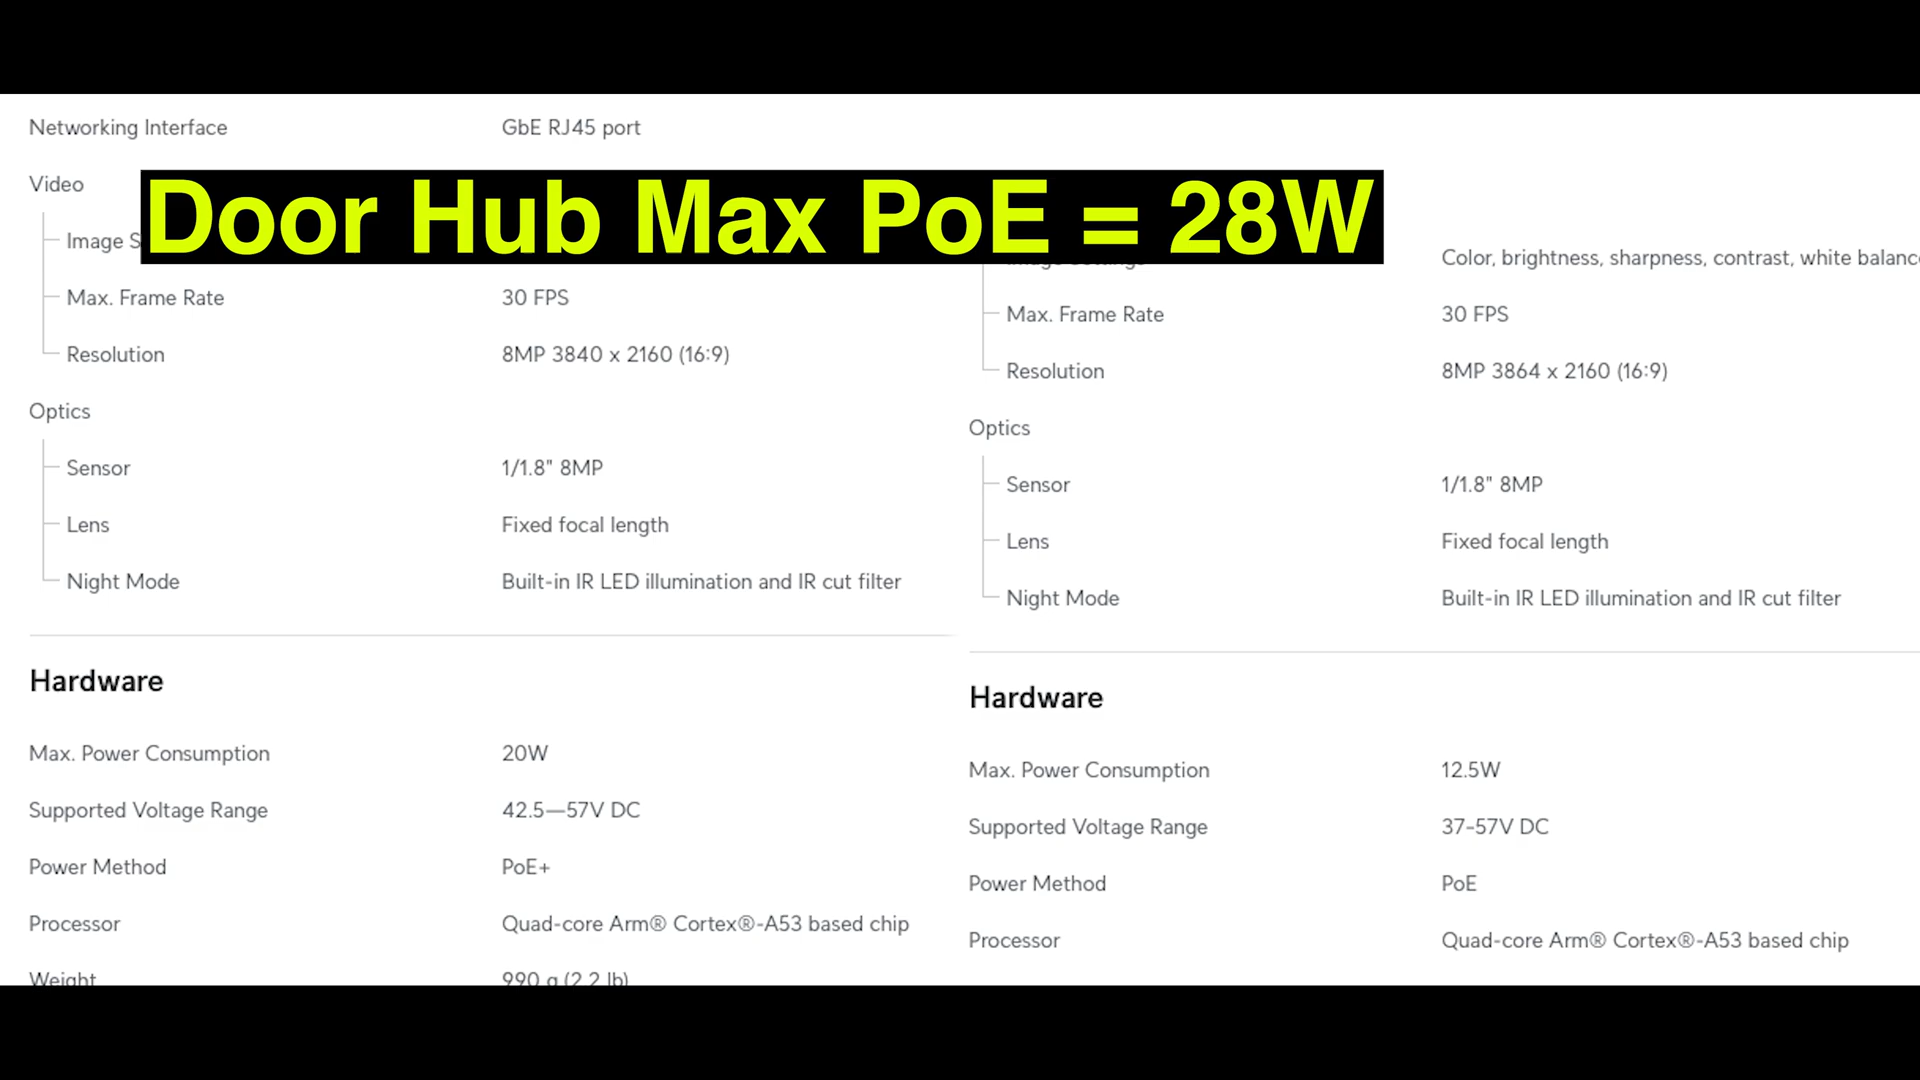 Networking Interface GbE RJ45 port
Video
Door Hub Max PoE = 28W
Image S
Max. Frame Rate 30 FPS
Resolution 8MP 3840 x 2160 (16:9)
Optics
Sensor 1/1.8" 8MP
Lens Fixed focal length
Night Mode Built-in IR LED illumination and IR cut filter
Hardware
Max. Power Consumption 20W
Supported Voltage Range 42.5—57V DC
Power Method PoE+
Processor Quad-core Arm® Cortex®-A53 based chip
Weight 990 g (2.2 lb)
Color, brightness, sharpness, contrast, white balanc
Max. Frame Rate 30 FPS
Resolution 8MP 3864 x 2160 (16:9)
Optics
Sensor 1/1.8" 8MP
Lens Fixed focal length
Night Mode Built-in IR LED illumination and IR cut filter
Hardware
Max. Power Consumption 12.5W
Supported Voltage Range 37-57V DC
Power Method PoE
Processor Quad-core Arm® Cortex®-A53 based chip